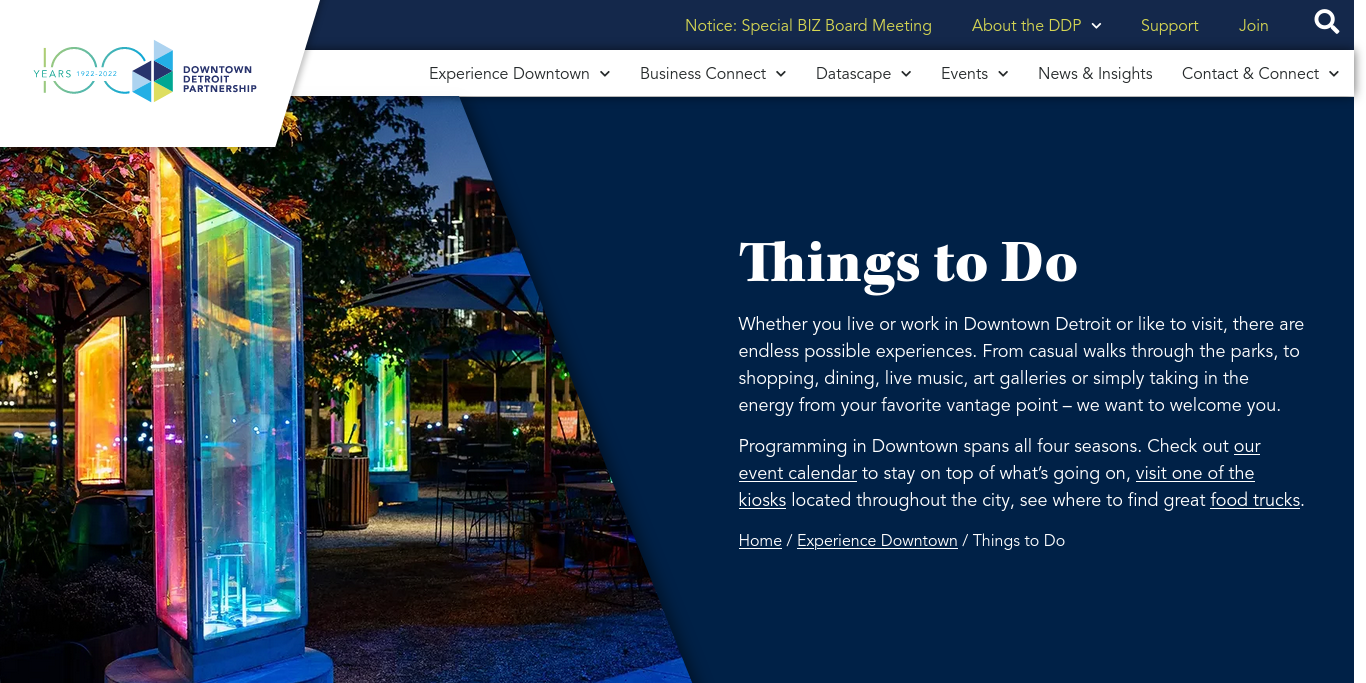 Notice: Special BIZ Board Meeting
About the DDP
Support
Join
100
YEARS 1922-2022
DOWNTOWN
DETROIT
PARTNERSHIP
Experience Downtown
Business Connect
Datascape
Events
News & Insights
Contact & Connect
Things to Do
Whether you live or work in Downtown Detroit or like to visit, there are
endless possible experiences. From casual walks through the parks, to
shopping, dining, live music, art galleries or simply taking in the
energy from your favorite vantage point – we want to welcome you.
Programming in Downtown spans all four seasons. Check out our
event calendar to stay on top of what’s going on, visit one of the
kiosks located throughout the city, see where to find great food trucks.
Home / Experience Downtown / Things to Do